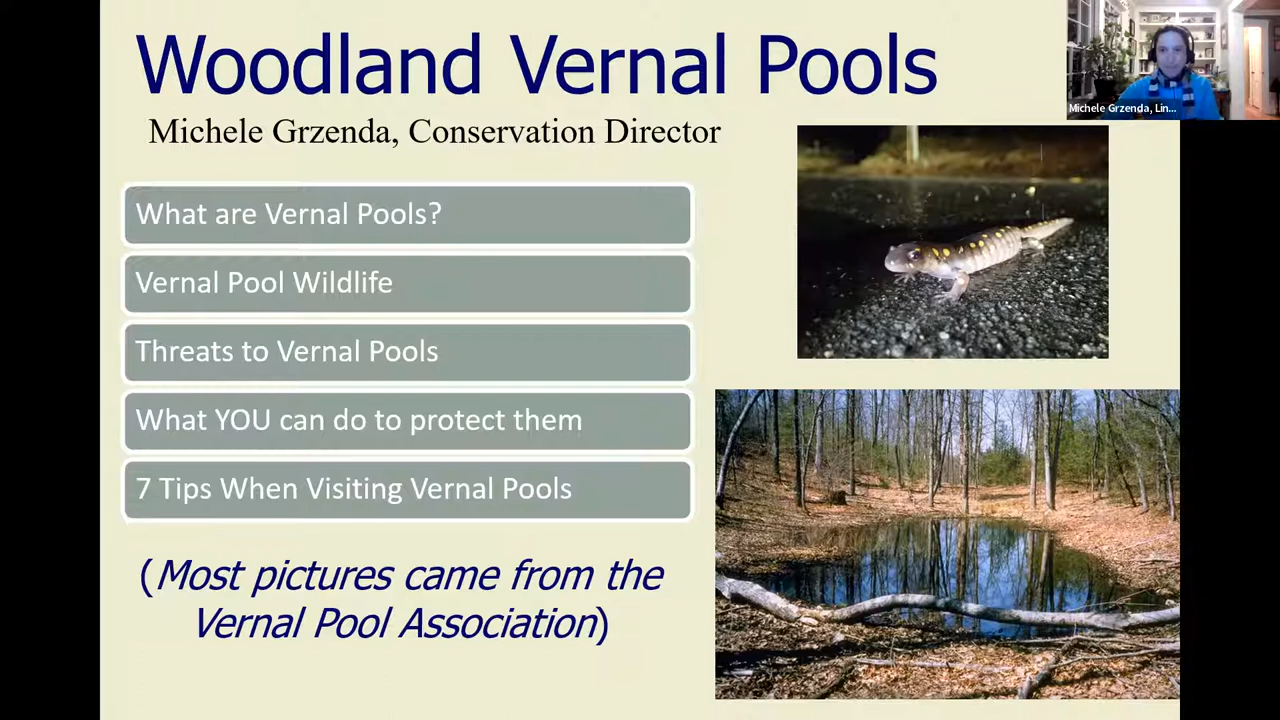 Woodland Vernal Pools
Michele Grzenda, Conservation Director
What are Vernal Pools?
Vernal Pool Wildlife
Threats to Vernal Pools
What YOU can do to protect them
7 Tips When Visiting Vernal Pools
(Most pictures came from the
Vernal Pool Association)
Michele Grzenda, Lin...